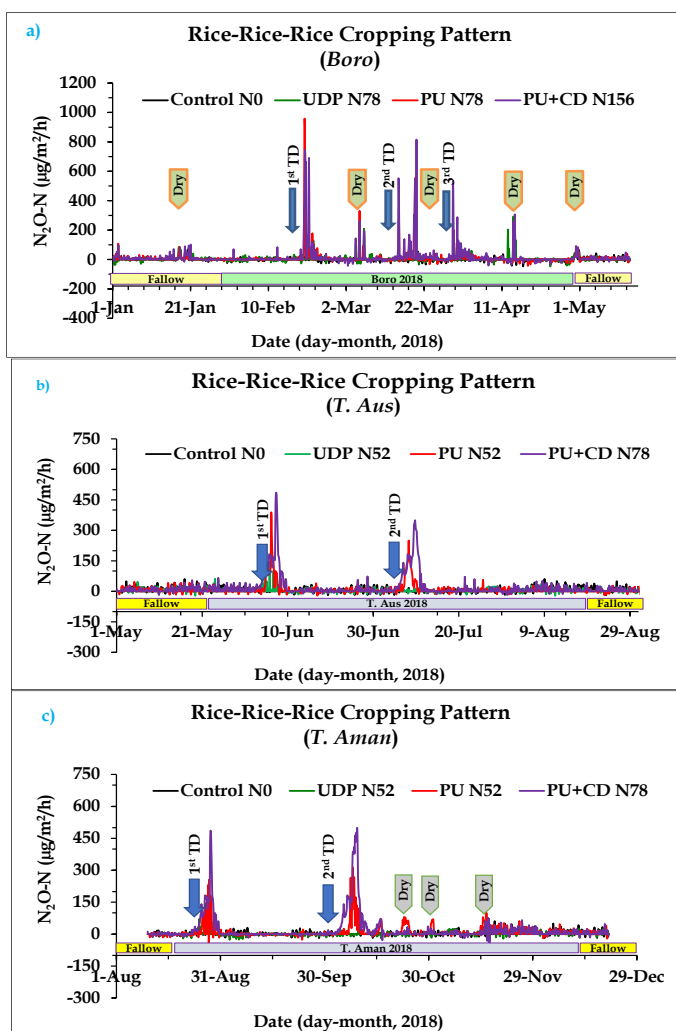 a)
Rice-Rice-Rice Cropping Pattern
(Boro)
Control N0 UDP N78 PU N78 PU+CD N156
N₂O-N (µg/m²/h)
1200
1000
800
600
400
200
0
-200
-400
Dry
1st TD
Dry
2nd TD
Dry
3rd TD
Dry
Dry
Fallow Boro 2018 Fallow
1-Jan 21-Jan 10-Feb 2-Mar 22-Mar 11-Apr 1-May
Date (day-month, 2018)
b)
Rice-Rice-Rice Cropping Pattern
(T. Aus)
Control N0 UDP N52 PU N52 PU+CD N78
N₂O-N (µg/m²/h)
750
600
450
300
150
0
-150
-300
1st TD
2nd TD
Fallow T. Aus 2018 Fallow
1-May 21-May 10-Jun 30-Jun 20-Jul 9-Aug 29-Aug
Date (day-month, 2018)
c)
Rice-Rice-Rice Cropping Pattern
(T. Aman)
Control N0 UDP N52 PU N52 PU+CD N78
N₂O-N (µg/m²/h)
750
600
450
300
150
0
-150
-300
1st TD
2nd TD
Dry
Dry
Dry
Fallow T. Aman 2018 Fallow
1-Aug 31-Aug 30-Sep 30-Oct 29-Nov 29-Dec
Date (day-month, 2018)